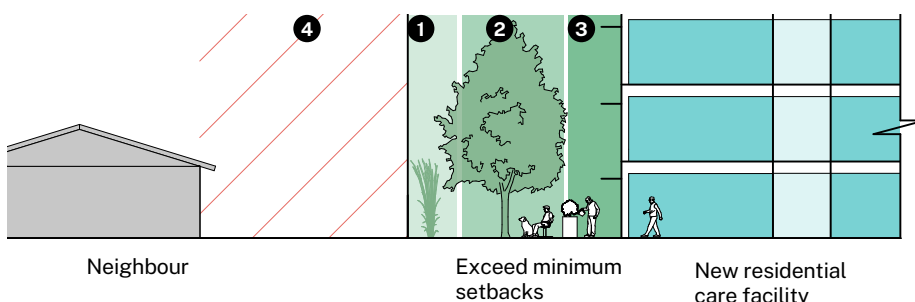 4
1
2
3
Neighbour
Exceed minimum
setbacks
New residential
care facility